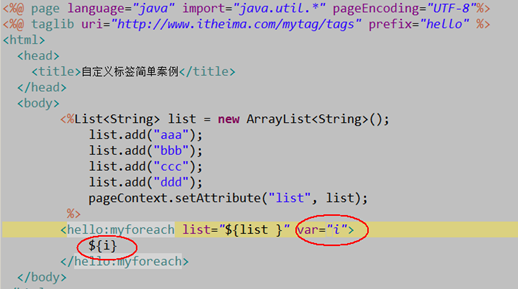 <%@ page language="java" import="java.util.*" pageEncoding="UTF-8"%>
<%@ taglib uri="http://www.itheima.com/mytag/tags" prefix="hello" %>
<html>
<head>
<title>自定义标签简单案例</title>
</head>
<body>
<%List<String> list = new ArrayList<String>();
list.add("aaa");
list.add("bbb");
list.add("ccc");
list.add("ddd");
pageContext.setAttribute("list", list);
%>
<hello:myforeach list="${list }" var="i">
${i}
</hello:myforeach>
</body>